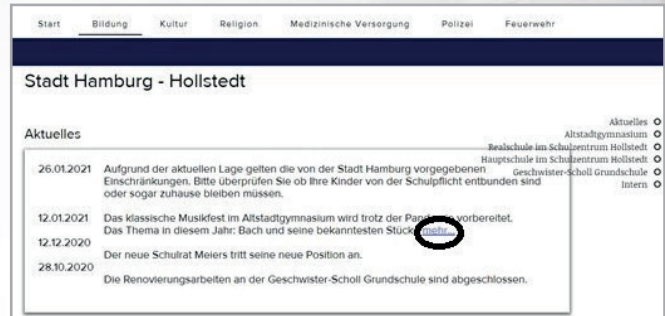 Start Bildung Kultur Religion Medizinische Versorgung Polizei Feuerwehr
Stadt Hamburg - Hollstedt
Aktuelles
Aktuelles
Altstadtgymnasium
Realschule im Schulzentrum Hollstedt
Hauptschule im Schulzentrum Hollstedt
Geschwister-Scholl Grundschule
Intern
26.01.2021 Aufgrund der aktuellen Lage gelten die von der Stadt Hamburg vorgegebenen
Einschränkungen. Bitte überprüfen Sie ob Ihre Kinder von der Schulpflicht entbunden sind
oder sogar zuhause bleiben müssen.
12.01.2021 Das klassische Musikfest im Altstadtgymnasium wird trotz der Pandemie vorbereitet.
Das Thema in diesem Jahr: Bach und seine bekanntesten Stücke mehr...
12.12.2020
Der neue Schulrat Meiers tritt seine neue Position an.
28.10.2020
Die Renovierungsarbeiten an der Geschwister-Scholl Grundschule sind abgeschlossen.